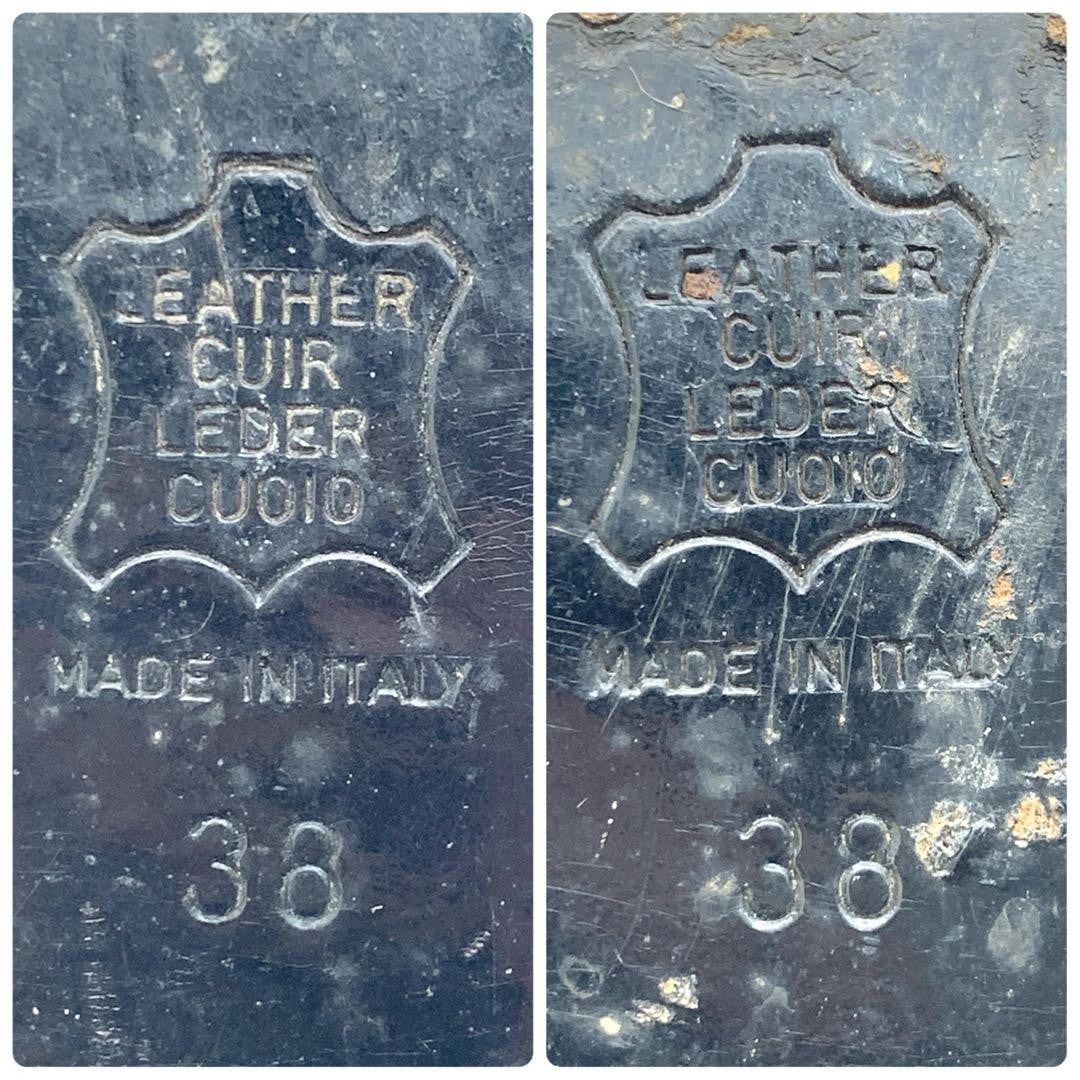 LEATHER
CUIR
LEDER
CUOIO
MADE IN ITALY
38
LEATHER
CUIR
LEDER
CUOIO
MADE IN ITALY
38